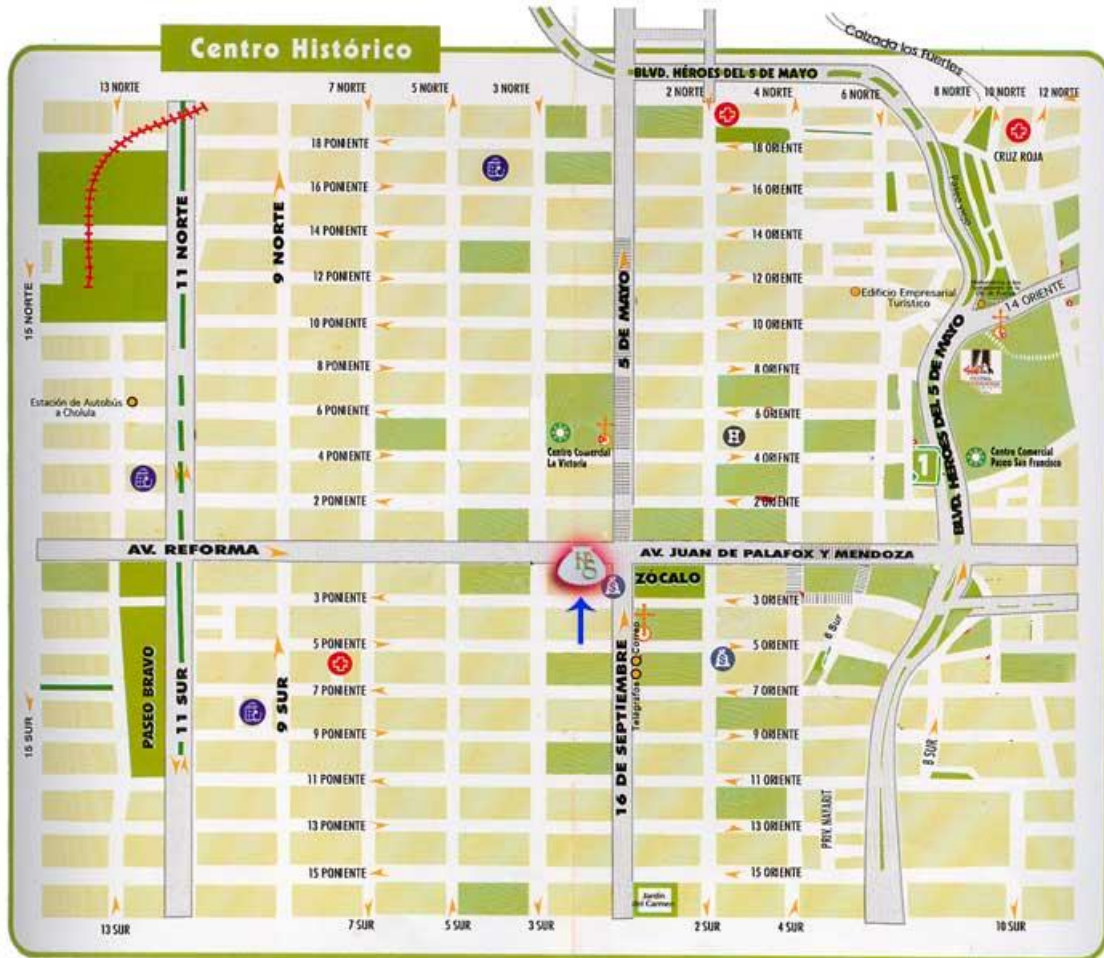 Centro Histórico
Calzada los Fuertes
BLVD. HÉROES DEL 5 DE MAYO
13 NORTE
7 NORTE
5 NORTE
3 NORTE
2 NORTE
4 NORTE
6 NORTE
8 NORTE
10 NORTE
12 NORTE
18 PONIENTE
18 ORIENTE
CRUZ ROJA
16 PONIENTE
16 ORIENTE
11 NORTE
9 NORTE
14 PONIENTE
14 ORIENTE
12 PONIENTE
12 ORIENTE
15 NORTE
5 DE MAYO
Edificio Empresarial
Turístico
14 ORIENTE
10 PONIENTE
10 ORIENTE
8 PONIENTE
8 ORIENTE
BLVD. HÉROES DEL 5 DE MAYO
Estación de Autobús
a Cholula
6 PONIENTE
6 ORIENTE
H
Centro Comercial
La Victoria
4 PONIENTE
4 ORIENTE
1
Centro Comercial
Paseo San Francisco
2 PONIENTE
2 ORIENTE
AV. REFORMA
AV. JUAN DE PALAFOX Y MENDOZA
ZÓCALO
3 PONIENTE
3 ORIENTE
PASEO BRAVO
11 SUR
9 SUR
5 PONIENTE
5 ORIENTE
6 Sur
Correo
Telégrafos
16 DE SEPTIEMBRE
7 PONIENTE
7 ORIENTE
15 SUR
9 PONIENTE
9 ORIENTE
8 SUR
11 PONIENTE
11 ORIENTE
PRIV. NAYARIT
13 PONIENTE
13 ORIENTE
15 PONIENTE
15 ORIENTE
Jardín
del Carmen
13 SUR
7 SUR
5 SUR
3 SUR
2 SUR
4 SUR
10 SUR